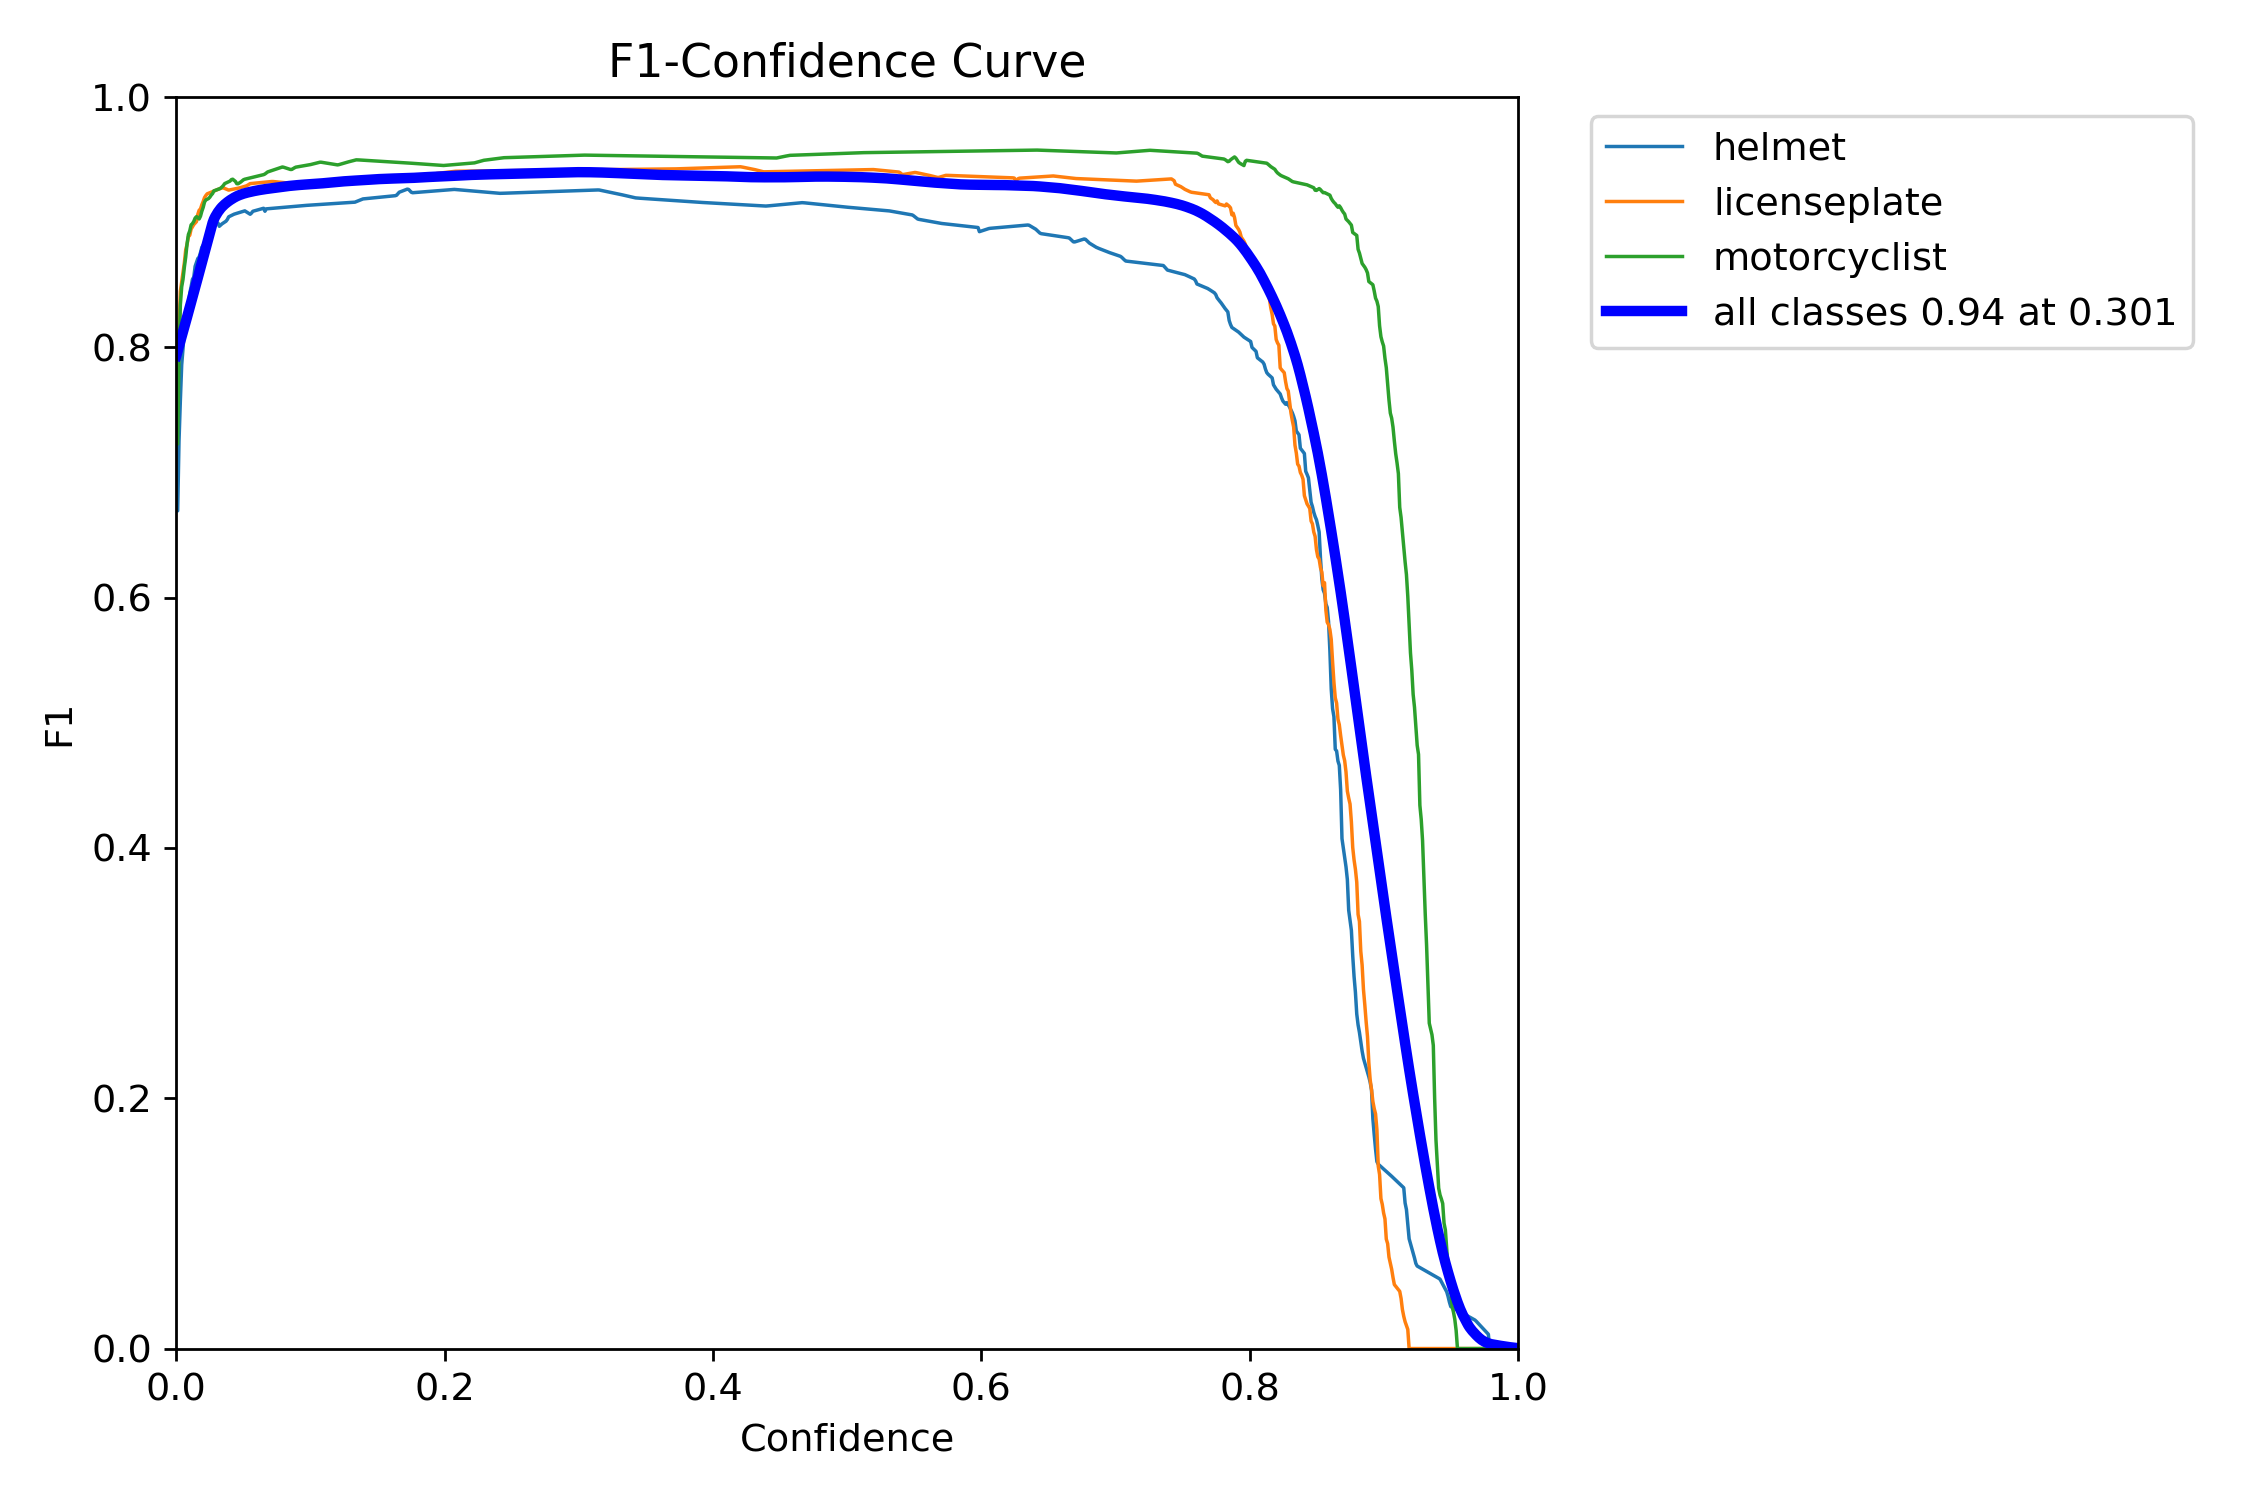 F1-Confidence Curve
1.0
0.8
0.6
0.4
0.2
0.0
F1
0.0 0.2 0.4 0.6 0.8 1.0
Confidence
helmet
licenseplate
motorcyclist
all classes 0.94 at 0.301